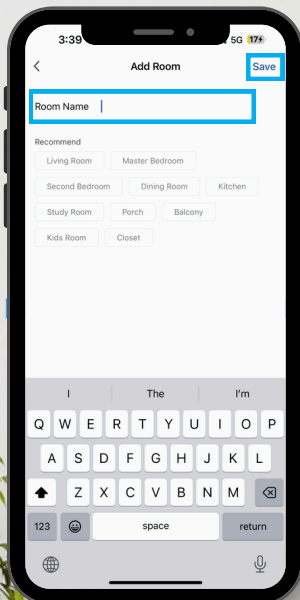 3:39 5G 17
Add Room Save
Room Name
Recommend
Living Room Master Bedroom
Second Bedroom Dining Room Kitchen
Study Room Porch Balcony
Kids Room Closet
I The I'm
Q W E R T Y U I O P
A S D F G H J K L
Z X C V B N M
123 space return